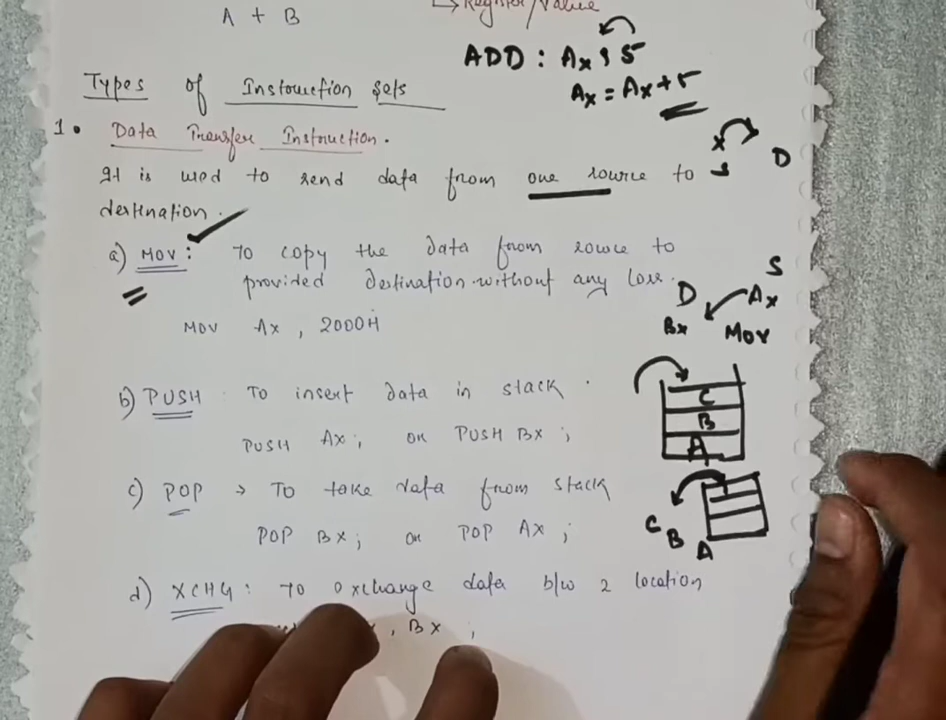 A + B
↳ Register/Value
ADD : Ax, 5
Ax = Ax + 5
Types of Instruction Sets
1. Data Transfer Instruction.
It is used to send data from one source to
destination.
S
D
a) MOV: To copy the data from source to
provided destination without any loss.
MOV Ax, 2000H
S
D
Ax
Bx
MOV
b) PUSH To insert data in stack.
PUSH Ax; or PUSH Bx;
C
B
A
c) POP → To take data from stack
POP Bx; or POP Ax;
C
B
A
d) XCHG: To exchange data b/w 2 location
, Bx ;